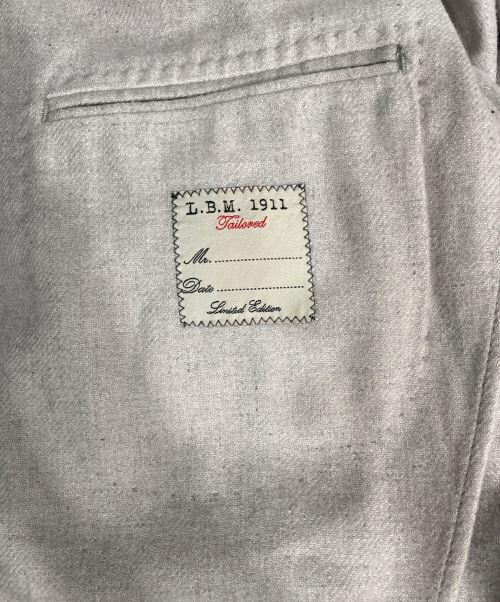 L.B.M. 1911
Tailored
Mr.
Date
Limited Edition